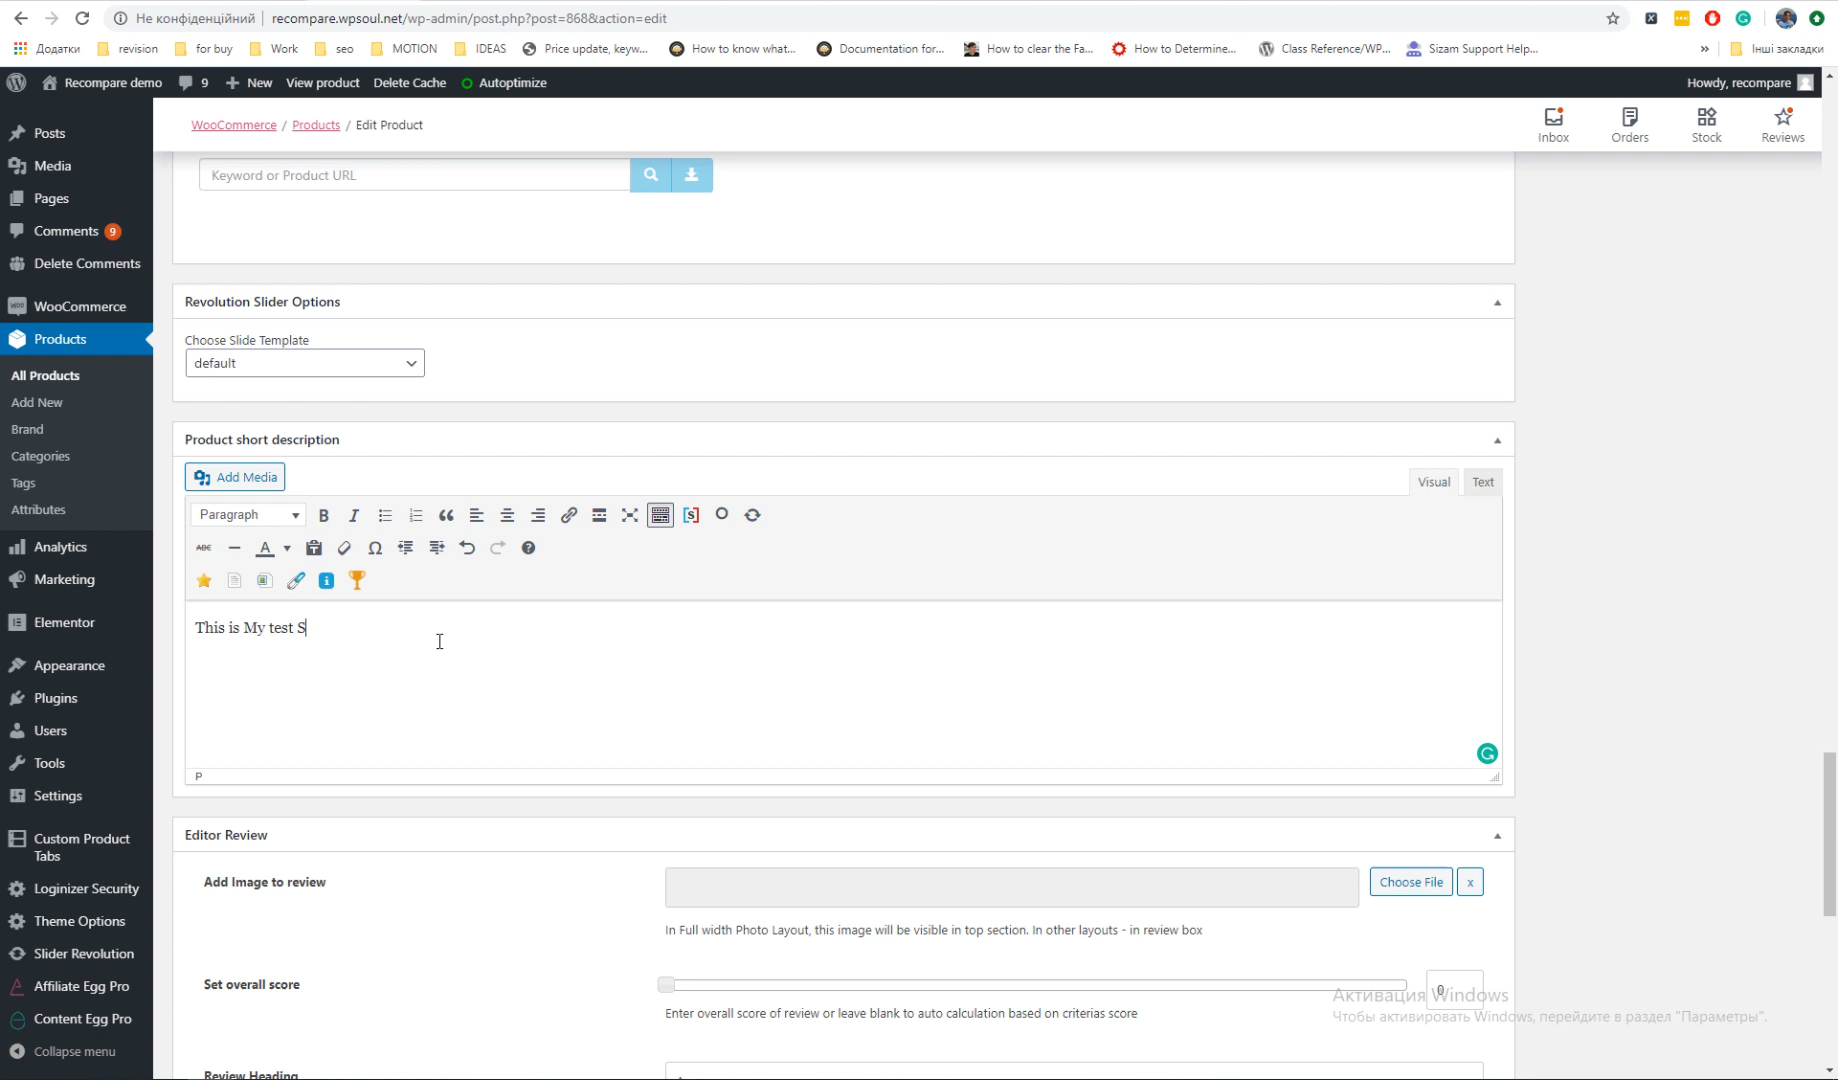 Не конфіденційний recompare.wpsoul.net/wp-admin/post.php?post=868&action=edit
Додатки revision for buy Work seo MOTION IDEAS Price update, keyw... How to know what... Documentation for... How to clear the Fa... How to Determine... Class Reference/WP... Sizam Support Help... » Інші закладки
Recompare demo 9 New View product Delete Cache Autoptimize Howdy, recompare
WooCommerce / Products / Edit Product
Inbox Orders Stock Reviews
Posts
Media
Pages
Comments 9
Delete Comments
WooCommerce
Products
All Products
Add New
Brand
Categories
Tags
Attributes
Analytics
Marketing
Elementor
Appearance
Plugins
Users
Tools
Settings
Custom Product
Tabs
Loginizer Security
Theme Options
Slider Revolution
Affiliate Egg Pro
Content Egg Pro
Collapse menu
Keyword or Product URL
Revolution Slider Options
Choose Slide Template
default
Product short description
Add Media
Visual Text
Paragraph
This is My test S
P
Editor Review
Add Image to review
Choose File x
In Full width Photo Layout, this image will be visible in top section. In other layouts - in review box
Set overall score
0
Enter overall score of review or leave blank to auto calculation based on criterias score
Активация Windows
Чтобы активировать Windows, перейдите в раздел "Параметры".
Review Heading